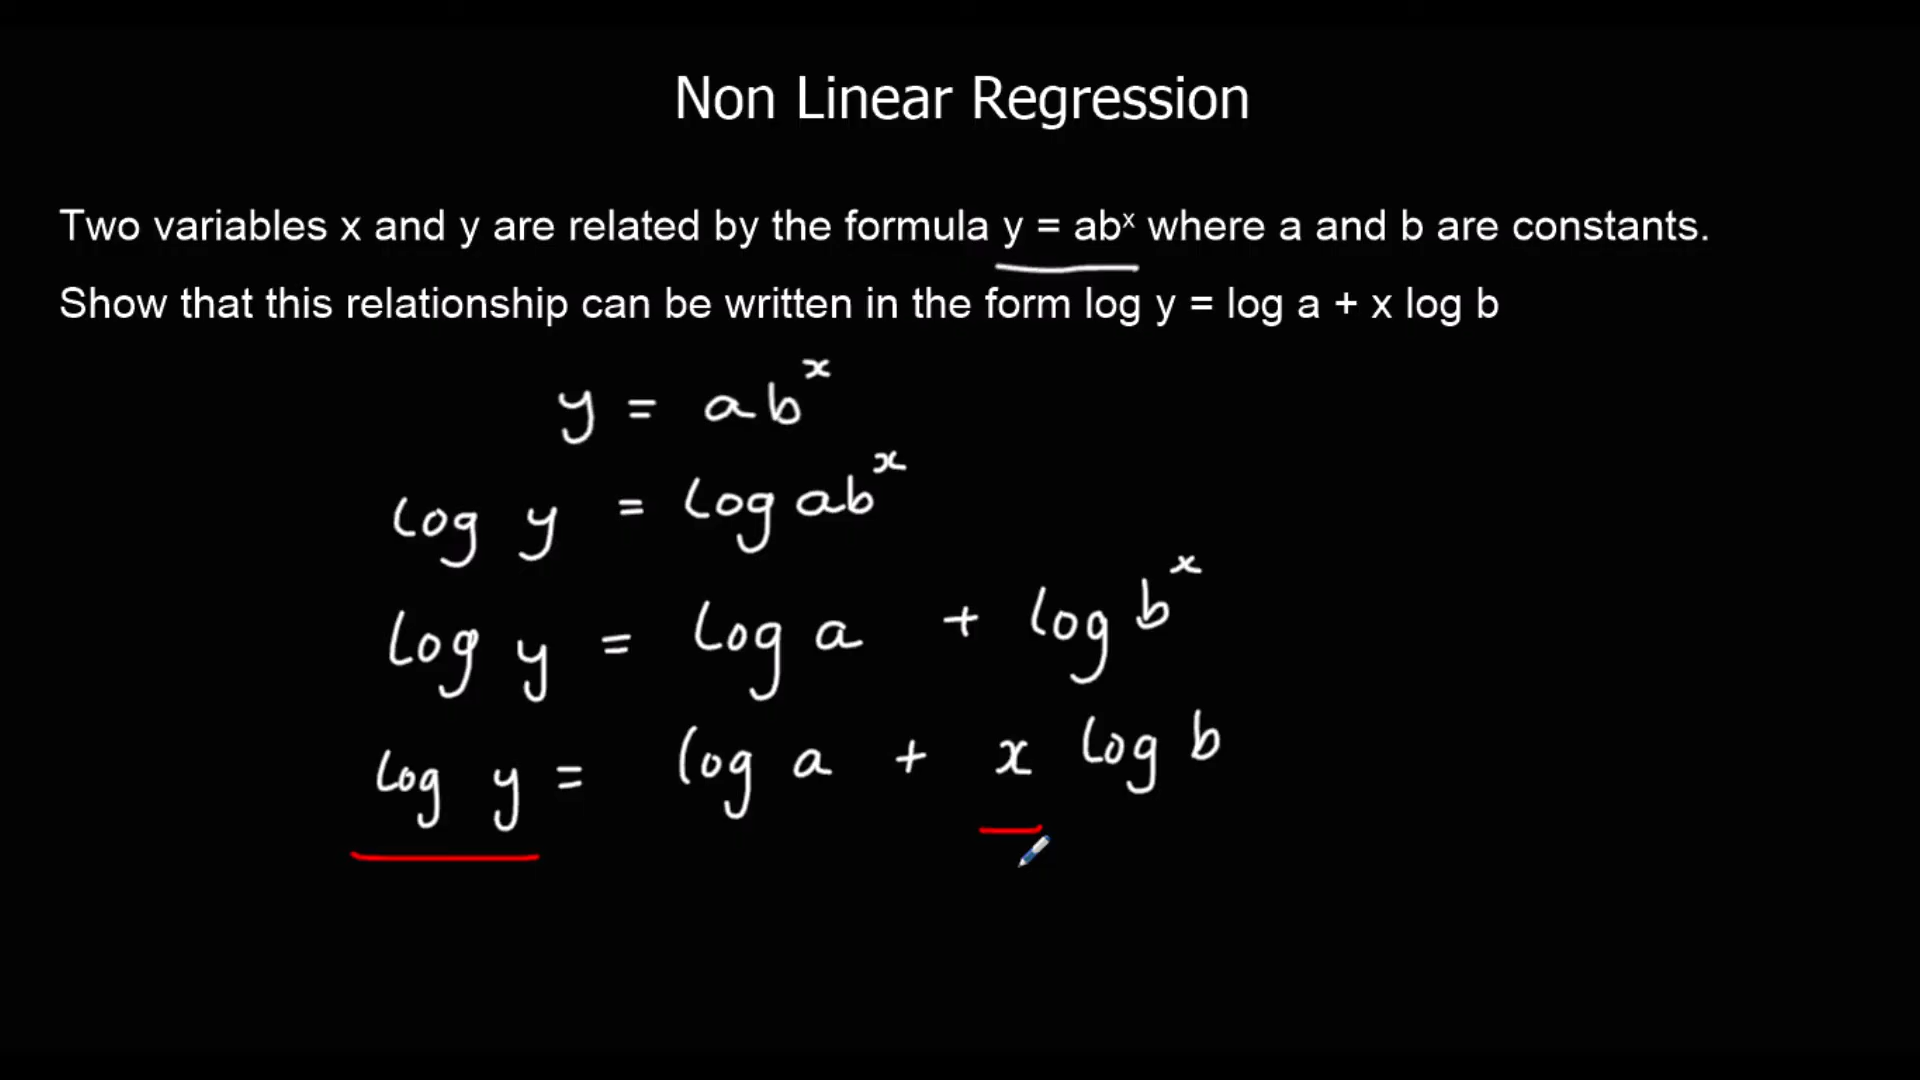 Non Linear Regression
Two variables x and y are related by the formula y = abˣ where a and b are constants.
Show that this relationship can be written in the form log y = log a + x log b
y = abˣ
log y = log abˣ
log y = log a + log bˣ
log y = log a + x log b